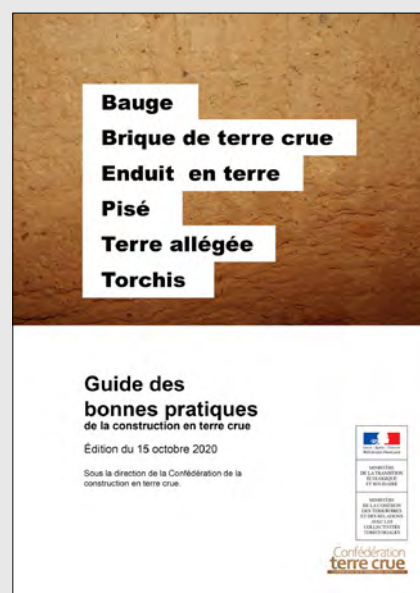 Bauge
Brique de terre crue
Enduit en terre
Pisé
Terre allégée
Torchis
Guide des
bonnes pratiques
de la construction en terre crue
Édition du 15 octobre 2020
Sous la direction de la Confédération de la
construction en terre crue.
MINISTÈRE
DE LA TRANSITION
ÉCOLOGIQUE
ET SOLIDAIRE
MINISTÈRE
DE LA COHÉSION
DES TERRITOIRES
ET DES RELATIONS
AVEC LES
COLLECTIVITÉS
TERRITORIALES
Confédération
terre crue